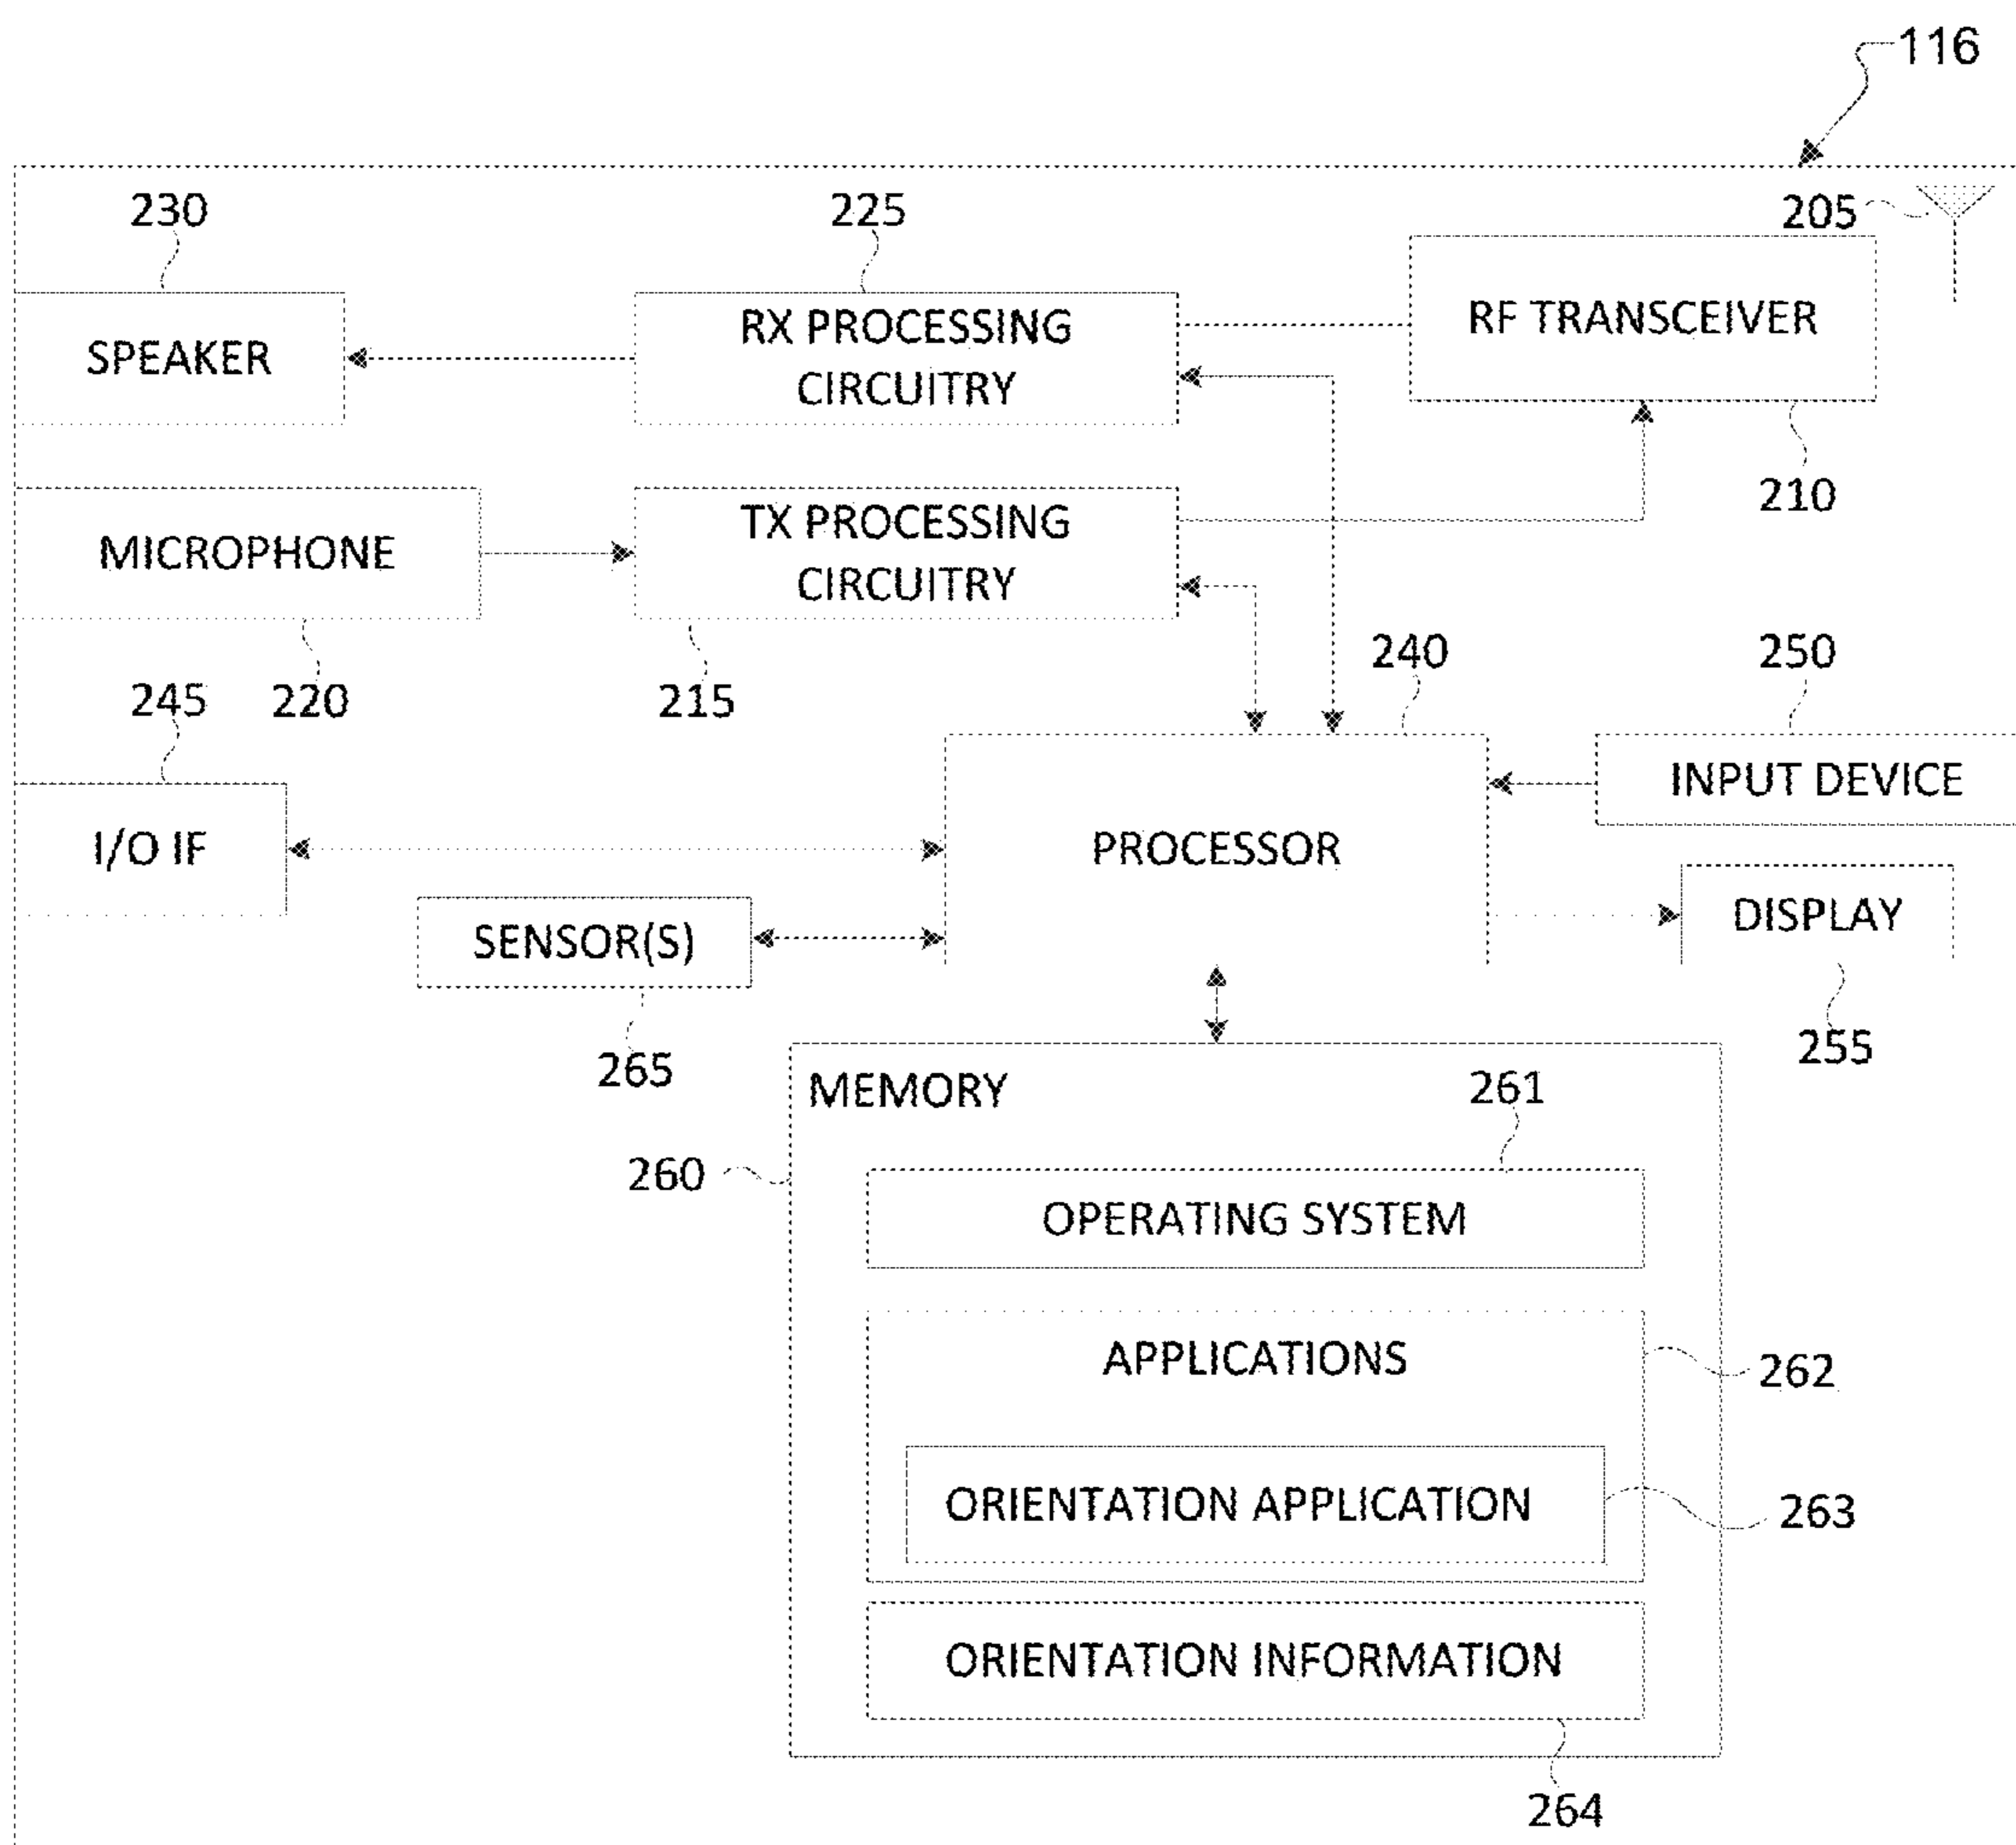 116
230
225
205
SPEAKER
RX PROCESSING
CIRCUITRY
RF TRANSCEIVER
210
MICROPHONE
TX PROCESSING
CIRCUITRY
220
215
240
250
245
I/O IF
PROCESSOR
INPUT DEVICE
SENSOR(S)
DISPLAY
265
255
MEMORY
261
260
OPERATING SYSTEM
APPLICATIONS
262
ORIENTATION APPLICATION
263
ORIENTATION INFORMATION
264